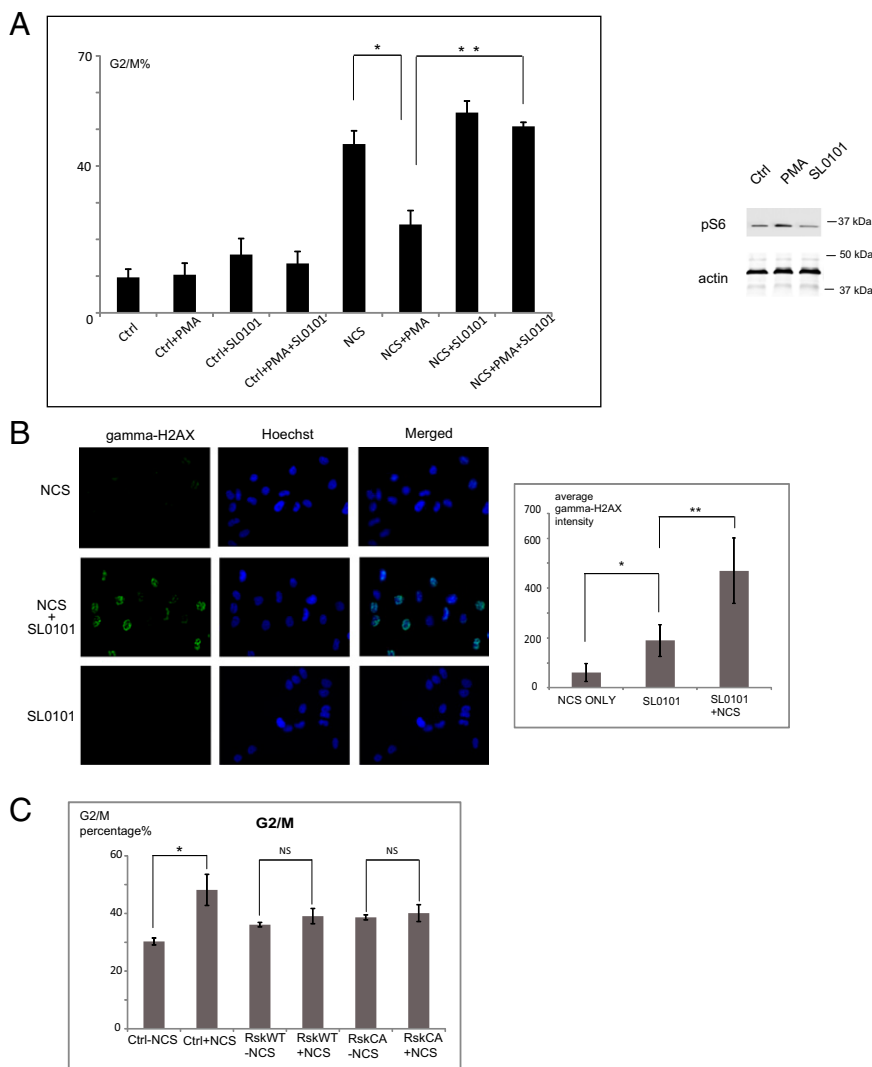 A
70
G2/M%
*
* *
40
0
Ctrl
Ctrl+PMA
Ctrl+SL0101
Ctrl+PMA+SL0101
NCS
NCS+PMA
NCS+SL0101
NCS+PMA+SL0101
Ctrl
PMA
SL0101
pS6
37 kDa
50 kDa
actin
37 kDa
B
gamma-H2AX
Hoechst
Merged
NCS
NCS
+
SL0101
SL0101
average
gamma-H2AX
intensity
700
600
400
200
0
*
**
NCS ONLY
SL0101
SL0101
+NCS
C
G2/M
percentage%
G2/M
60
40
20
0
*
NS
NS
Ctrl-NCS
Ctrl+NCS
RskWT
-NCS
RskWT
+NCS
RskCA
-NCS
RskCA
+NCS